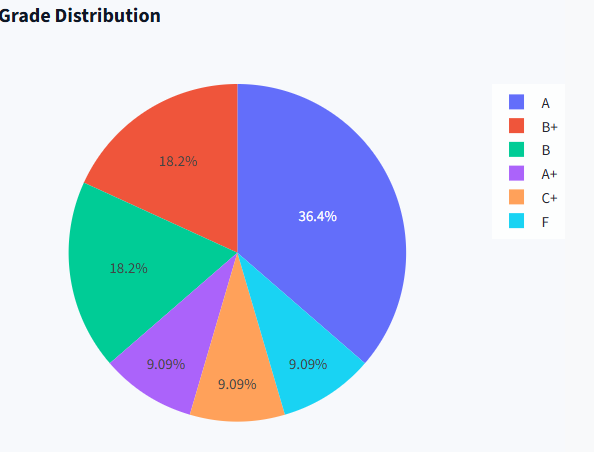 Grade Distribution
A
B+
B
A+
C+
F
18.2%
36.4%
18.2%
9.09%
9.09%
9.09%